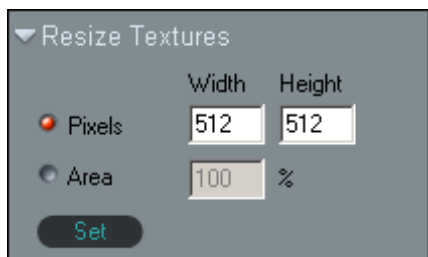 Resize Textures
Width Height
Pixels 512 512
Area 100 %
Set